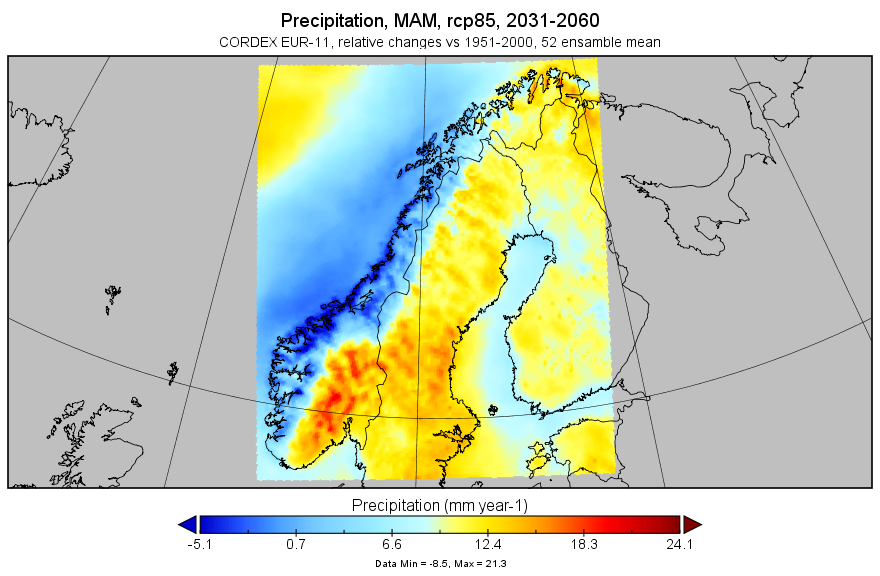 Precipitation, MAM, rcp85, 2031-2060
CORDEX EUR-11, relative changes vs 1951-2000, 52 ensamble mean
Precipitation (mm year-1)
-5.1 0.7 6.6 12.4 18.3 24.1
Data Min = -8.5, Max = 21.3